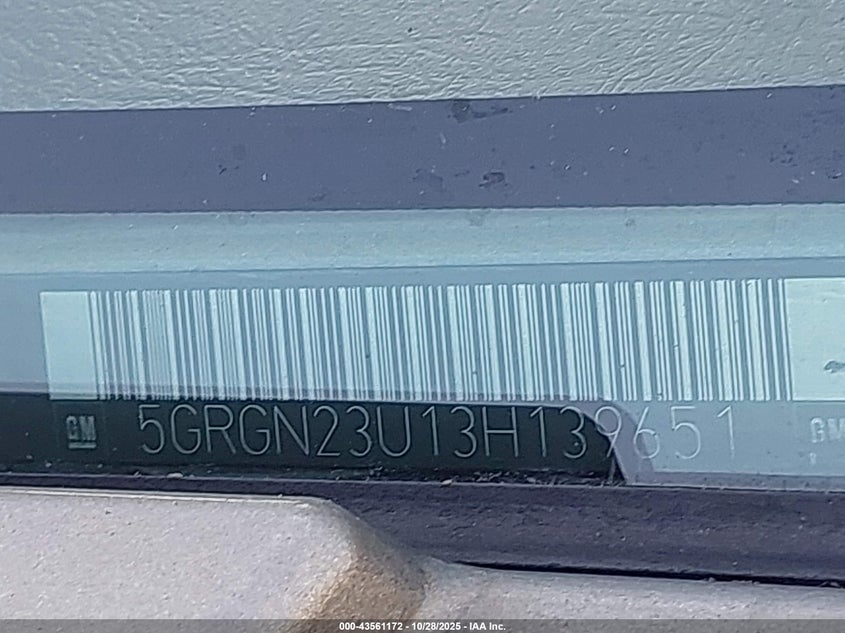 GM 5GRGN23U13H139651 GM
000-43561172 - 10/28/2025 - IAA Inc.